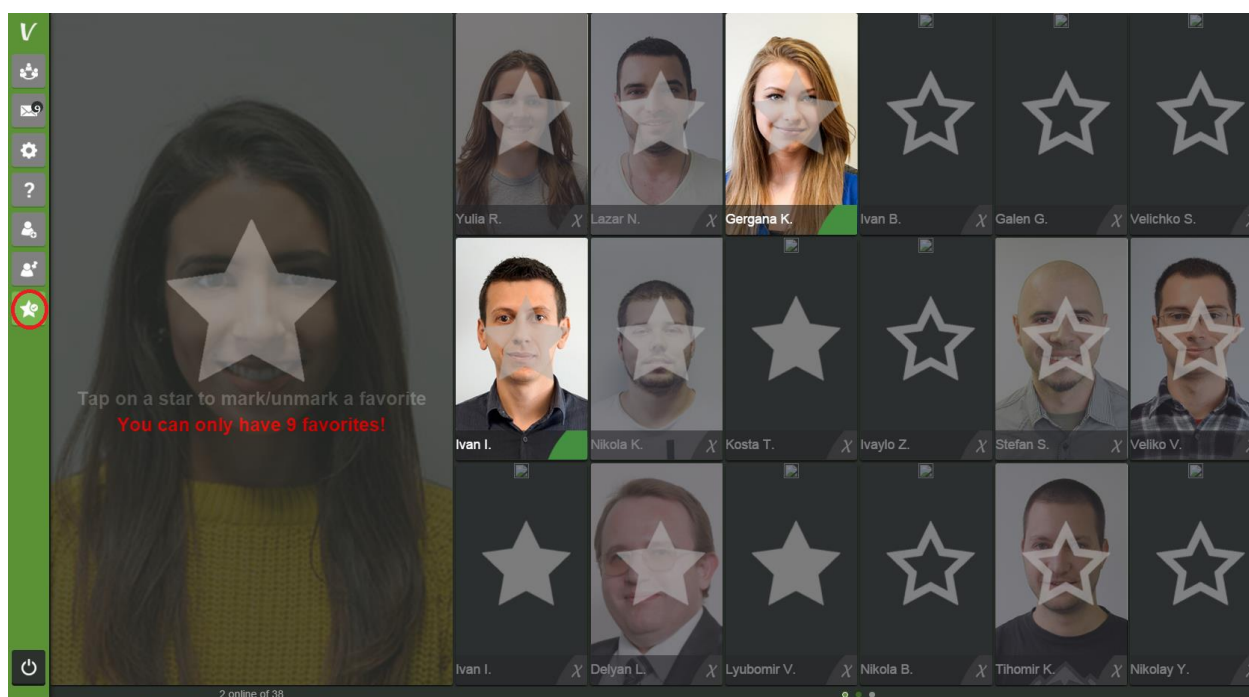 V
9
?
Tap on a star to mark/unmark a favorite
You can only have 9 favorites!
Yulia R. X
Lazar N. X
Gergana K.
Ivan B. X
Galen G. X
Velichko S.
Ivan I.
Nikola K. X
Kosta T. X
Ivaylo Z. X
Stefan S. X
Veliko V.
Ivan I. X
Delyan L. X
Lyubomir V. X
Nikola B. X
Tihomir K. X
Nikolay Y.
2 online of 38